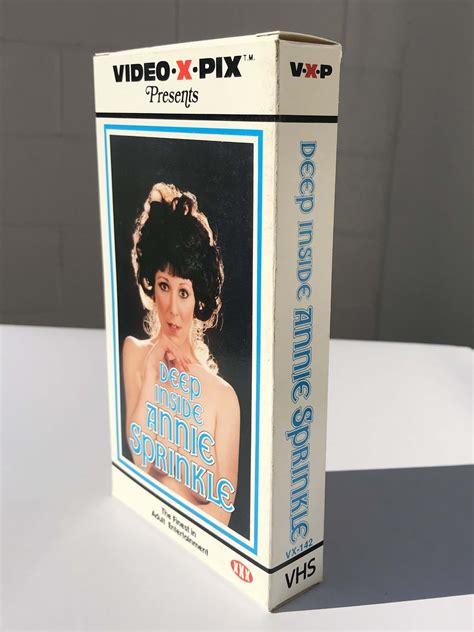 VIDEO·X·PIX T.M.
Presents
DEEP
INSIDE
ANNIE
SPRINKLE
The Finest in
Adult Entertainment
XXX
V·X·P
DEEP INSIDE ANNIE SPRINKLE
VX-142
VHS